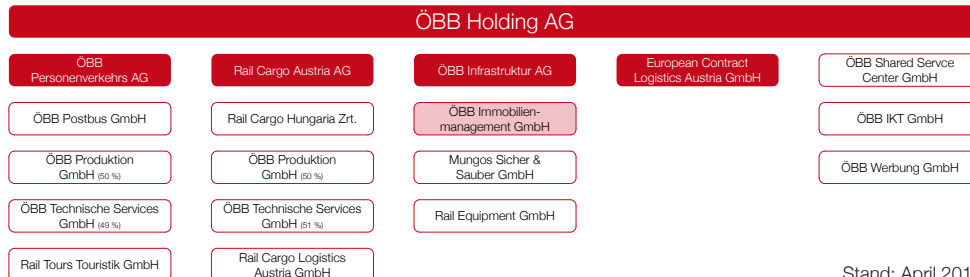 ÖBB Holding AG
ÖBB
Personenverkehrs AG
Rail Cargo Austria AG
ÖBB Infrastruktur AG
European Contract
Logistics Austria GmbH
ÖBB Shared Servce
Center GmbH
ÖBB Postbus GmbH
Rail Cargo Hungaria Zrt.
ÖBB Immobilien-
management GmbH
ÖBB IKT GmbH
ÖBB Produktion
GmbH (50 %)
ÖBB Produktion
GmbH (50 %)
Mungos Sicher &
Sauber GmbH
ÖBB Werbung GmbH
ÖBB Technische Services
GmbH (49 %)
ÖBB Technische Services
GmbH (51 %)
Rail Equipment GmbH
Rail Tours Touristik GmbH
Rail Cargo Logistics
Austria GmbH
Stand: April 201